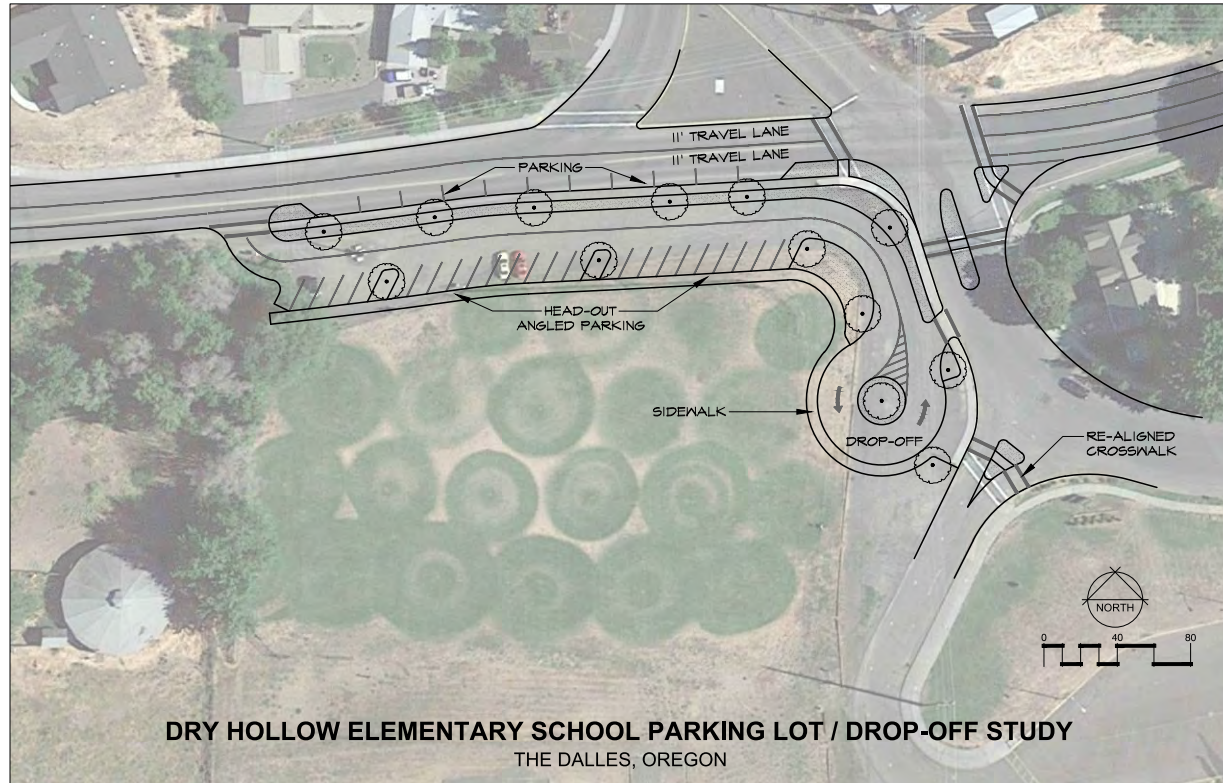 11' TRAVEL LANE
11' TRAVEL LANE
PARKING
HEAD-OUT
ANGLED PARKING
SIDEWALK
DROP-OFF
RE-ALIGNED
CROSSWALK
NORTH
0 40 80
DRY HOLLOW ELEMENTARY SCHOOL PARKING LOT / DROP-OFF STUDY
THE DALLES, OREGON